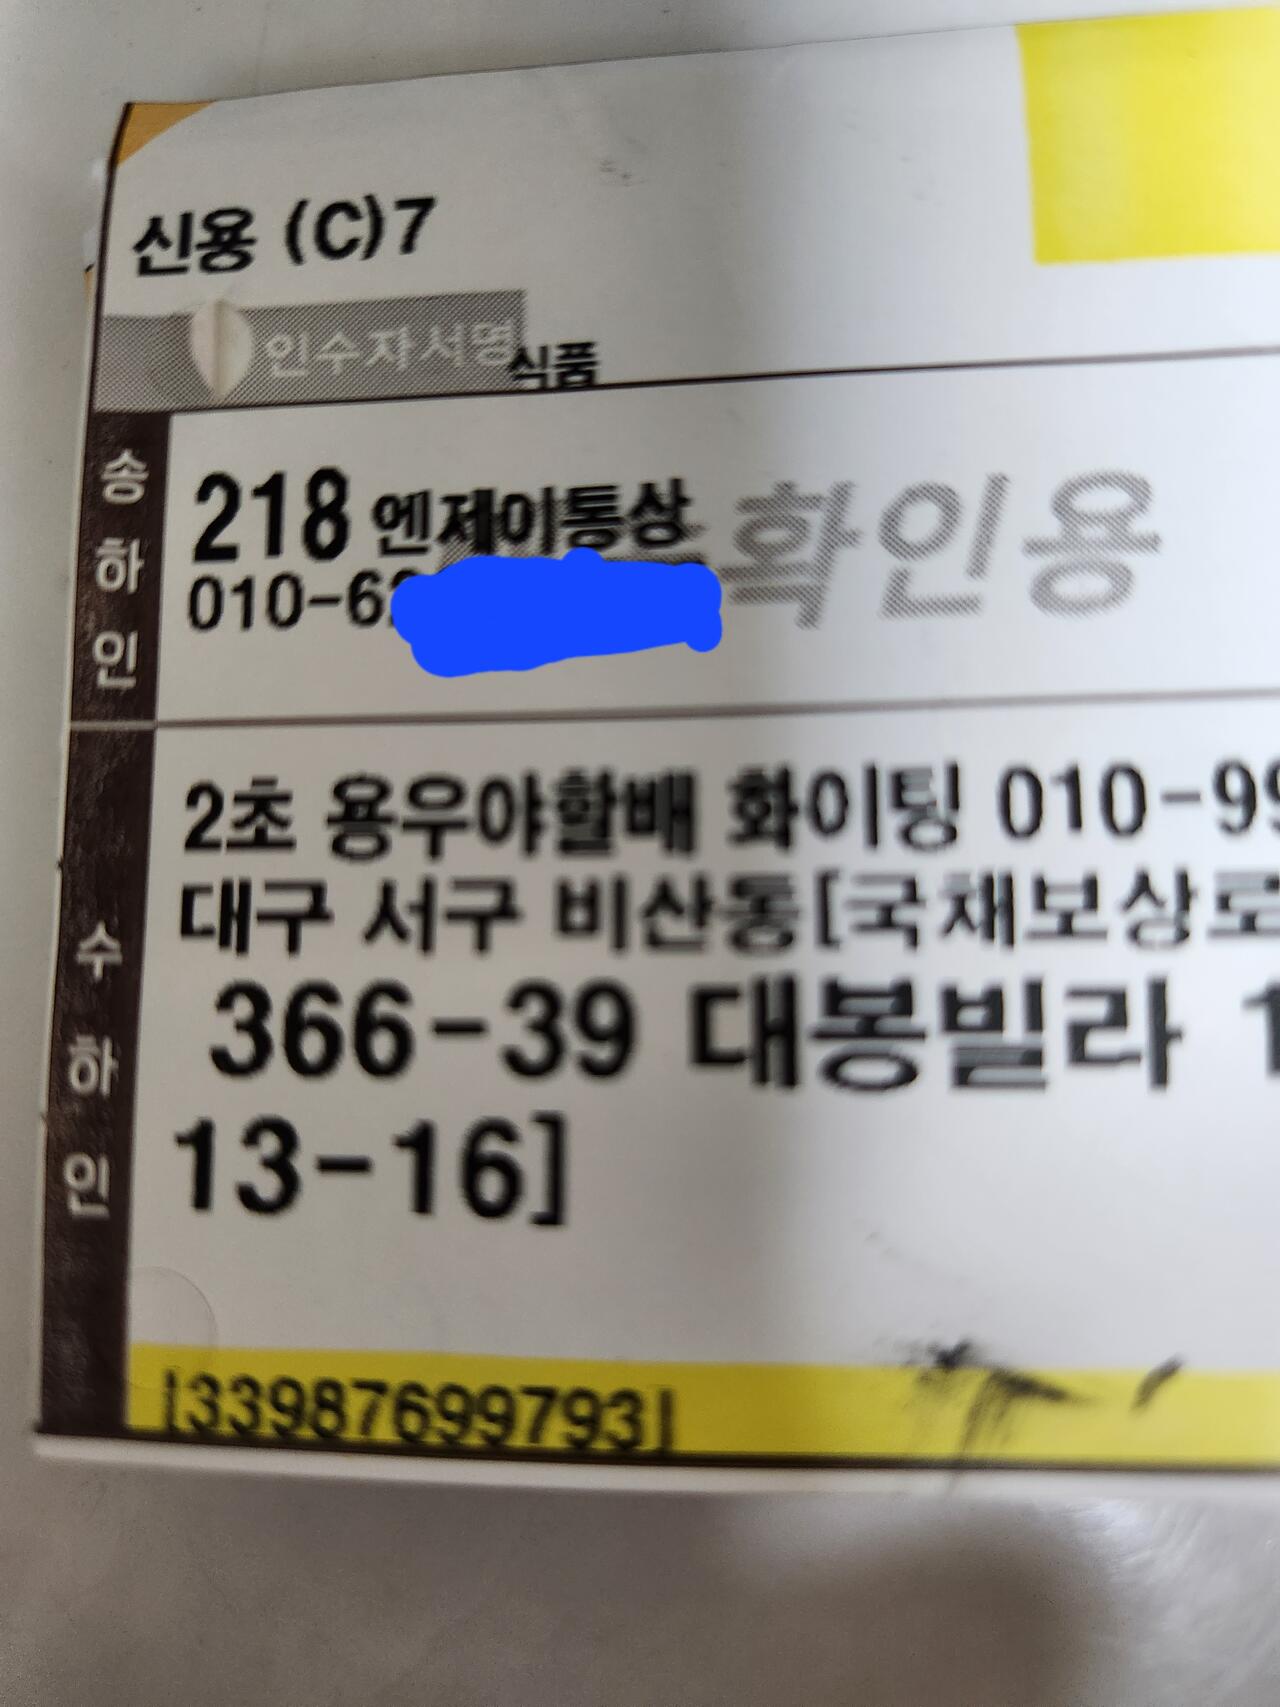 신용 (C)7
인수자서명
식품
송하인
218 엔제이통상
확인용
010-6
수하인
2초 용우야할배 화이팅 010-99
대구 서구 비산동[국채보상로
366-39 대봉빌라 1
13-16]
[33987699793]